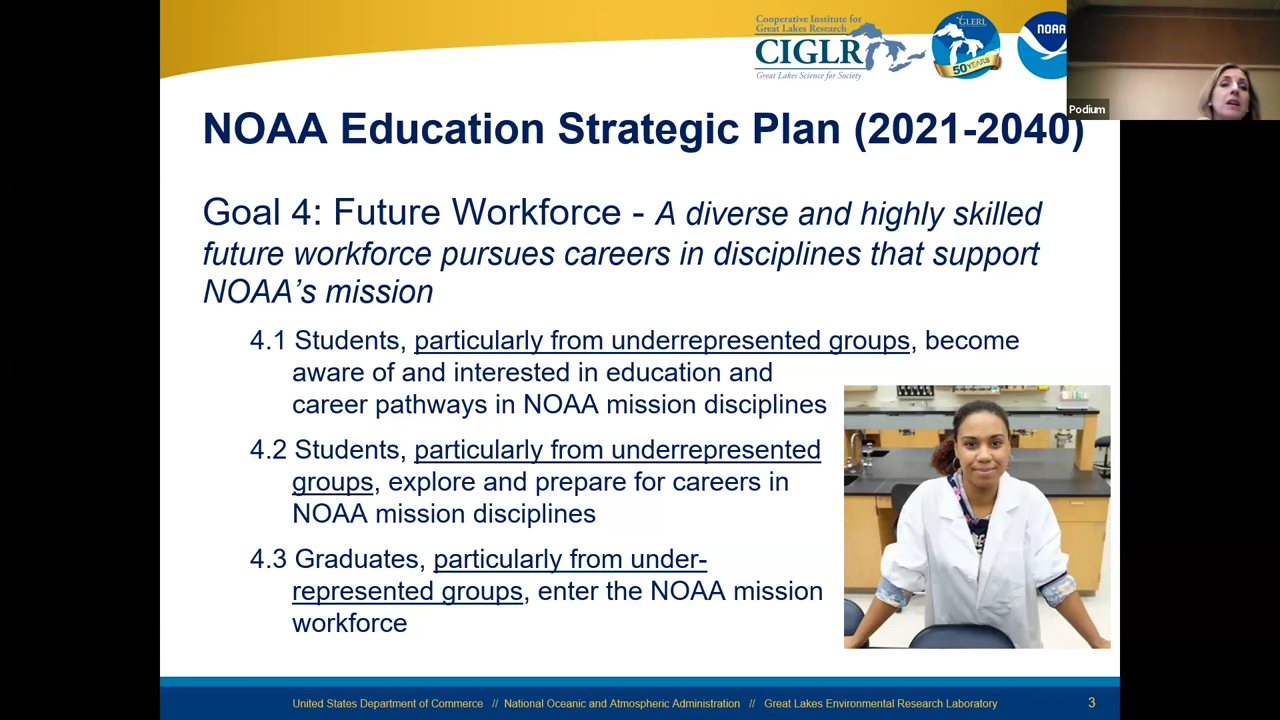 Cooperative Institute for
Great Lakes Research
CIGLR
Great Lakes Science for Society
GLERL
50 YEARS
NOAA
Podium
NOAA Education Strategic Plan (2021-2040)
Goal 4: Future Workforce - A diverse and highly skilled
future workforce pursues careers in disciplines that support
NOAA’s mission
4.1 Students, particularly from underrepresented groups, become
aware of and interested in education and
career pathways in NOAA mission disciplines
4.2 Students, particularly from underrepresented
groups, explore and prepare for careers in
NOAA mission disciplines
4.3 Graduates, particularly from under-
represented groups, enter the NOAA mission
workforce
United States Department of Commerce // National Oceanic and Atmospheric Administration // Great Lakes Environmental Research Laboratory
3